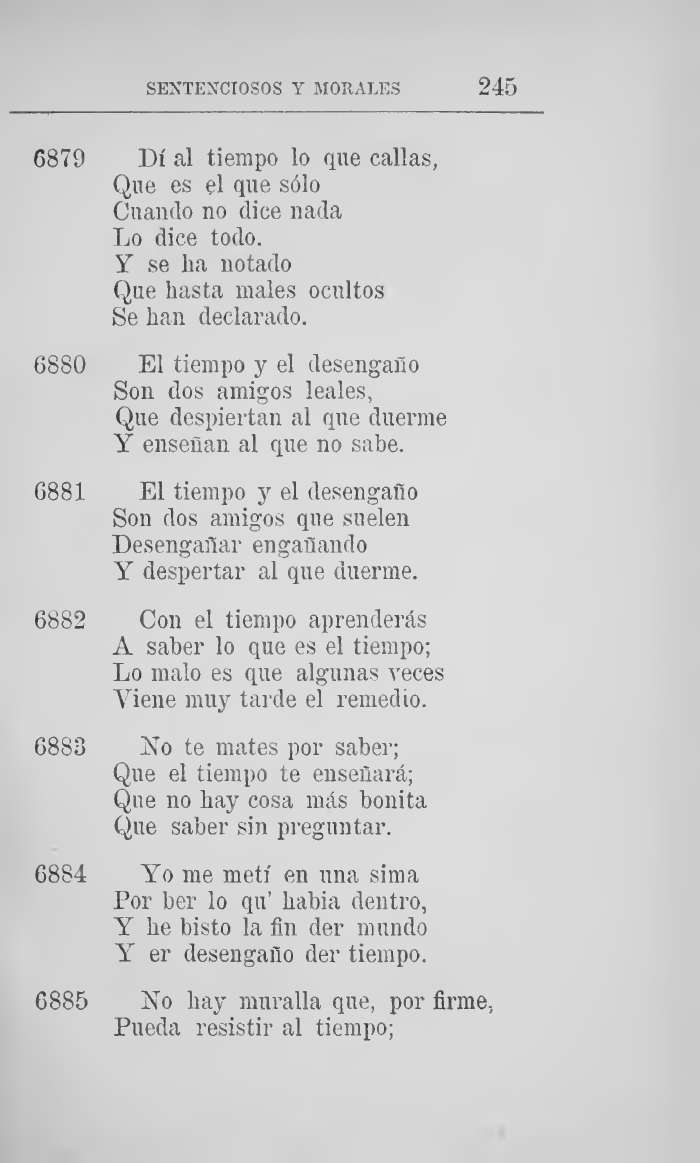 SENTENCIOSOS Y MORALES 245
6879 Dí al tiempo lo que callas,
Que es el que sólo
Cuando no dice nada
Lo dice todo.
Y se ha notado
Que hasta males ocultos
Se han declarado.
6880 El tiempo y el desengaño
Son dos amigos leales,
Que despiertan al que duerme
Y enseñan al que no sabe.
6881 El tiempo y el desengaño
Son dos amigos que suelen
Desengañar engañando
Y despertar al que duerme.
6882 Con el tiempo aprenderás
A saber lo que es el tiempo;
Lo malo es que algunas veces
Viene muy tarde el remedio.
6883 No te mates por saber;
Que el tiempo te enseñará;
Que no hay cosa más bonita
Que saber sin preguntar.
6884 Yo me metí en una sima
Por ber lo qu' habia dentro,
Y he bisto la fin der mundo
Y er desengaño der tiempo.
6885 No hay muralla que, por firme,
Pueda resistir al tiempo;